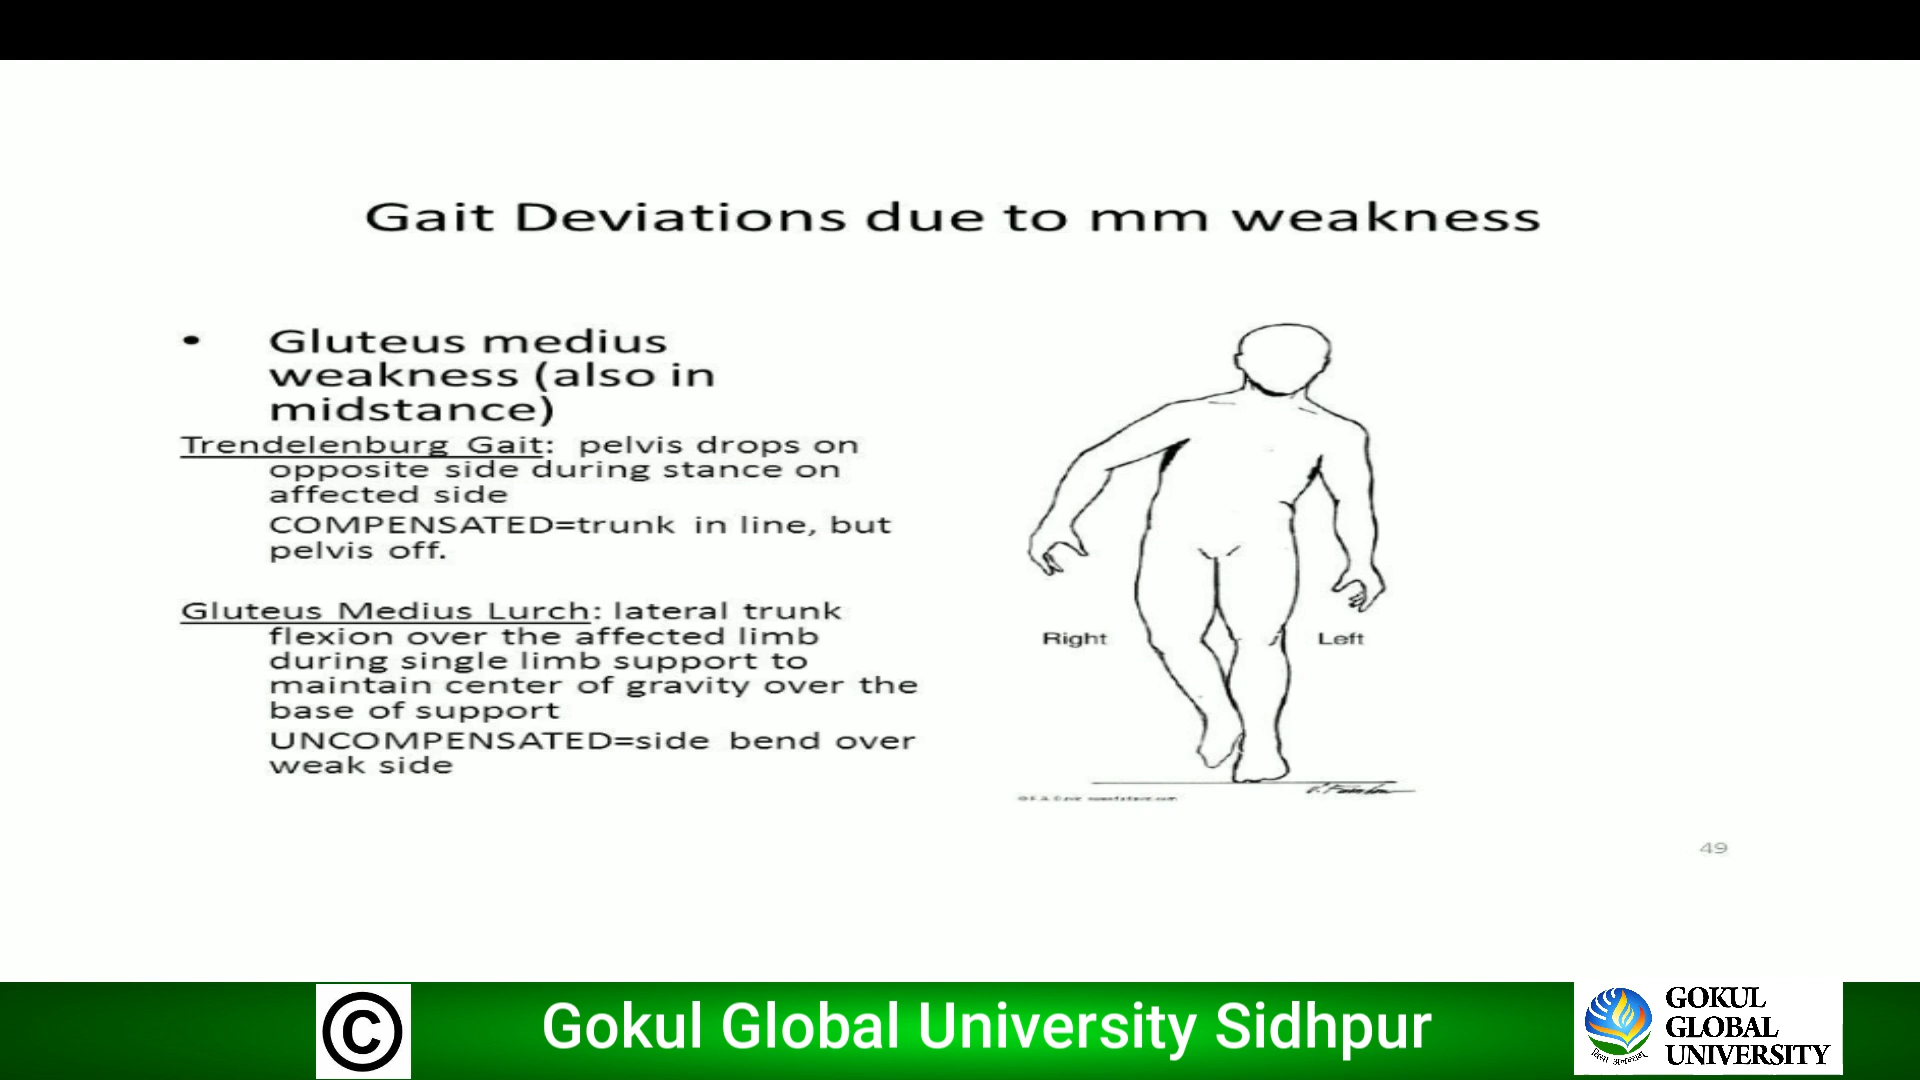 Gait Deviations due to mm weakness
• Gluteus medius
weakness (also in
midstance)
Trendelenburg Gait: pelvis drops on
opposite side during stance on
affected side
COMPENSATED=trunk in line, but
pelvis off.
Gluteus Medius Lurch: lateral trunk
flexion over the affected limb
during single limb support to
maintain center of gravity over the
base of support
UNCOMPENSATED=side bend over
weak side
Right
Left
49
©
Gokul Global University Sidhpur
GOKUL
GLOBAL
UNIVERSITY